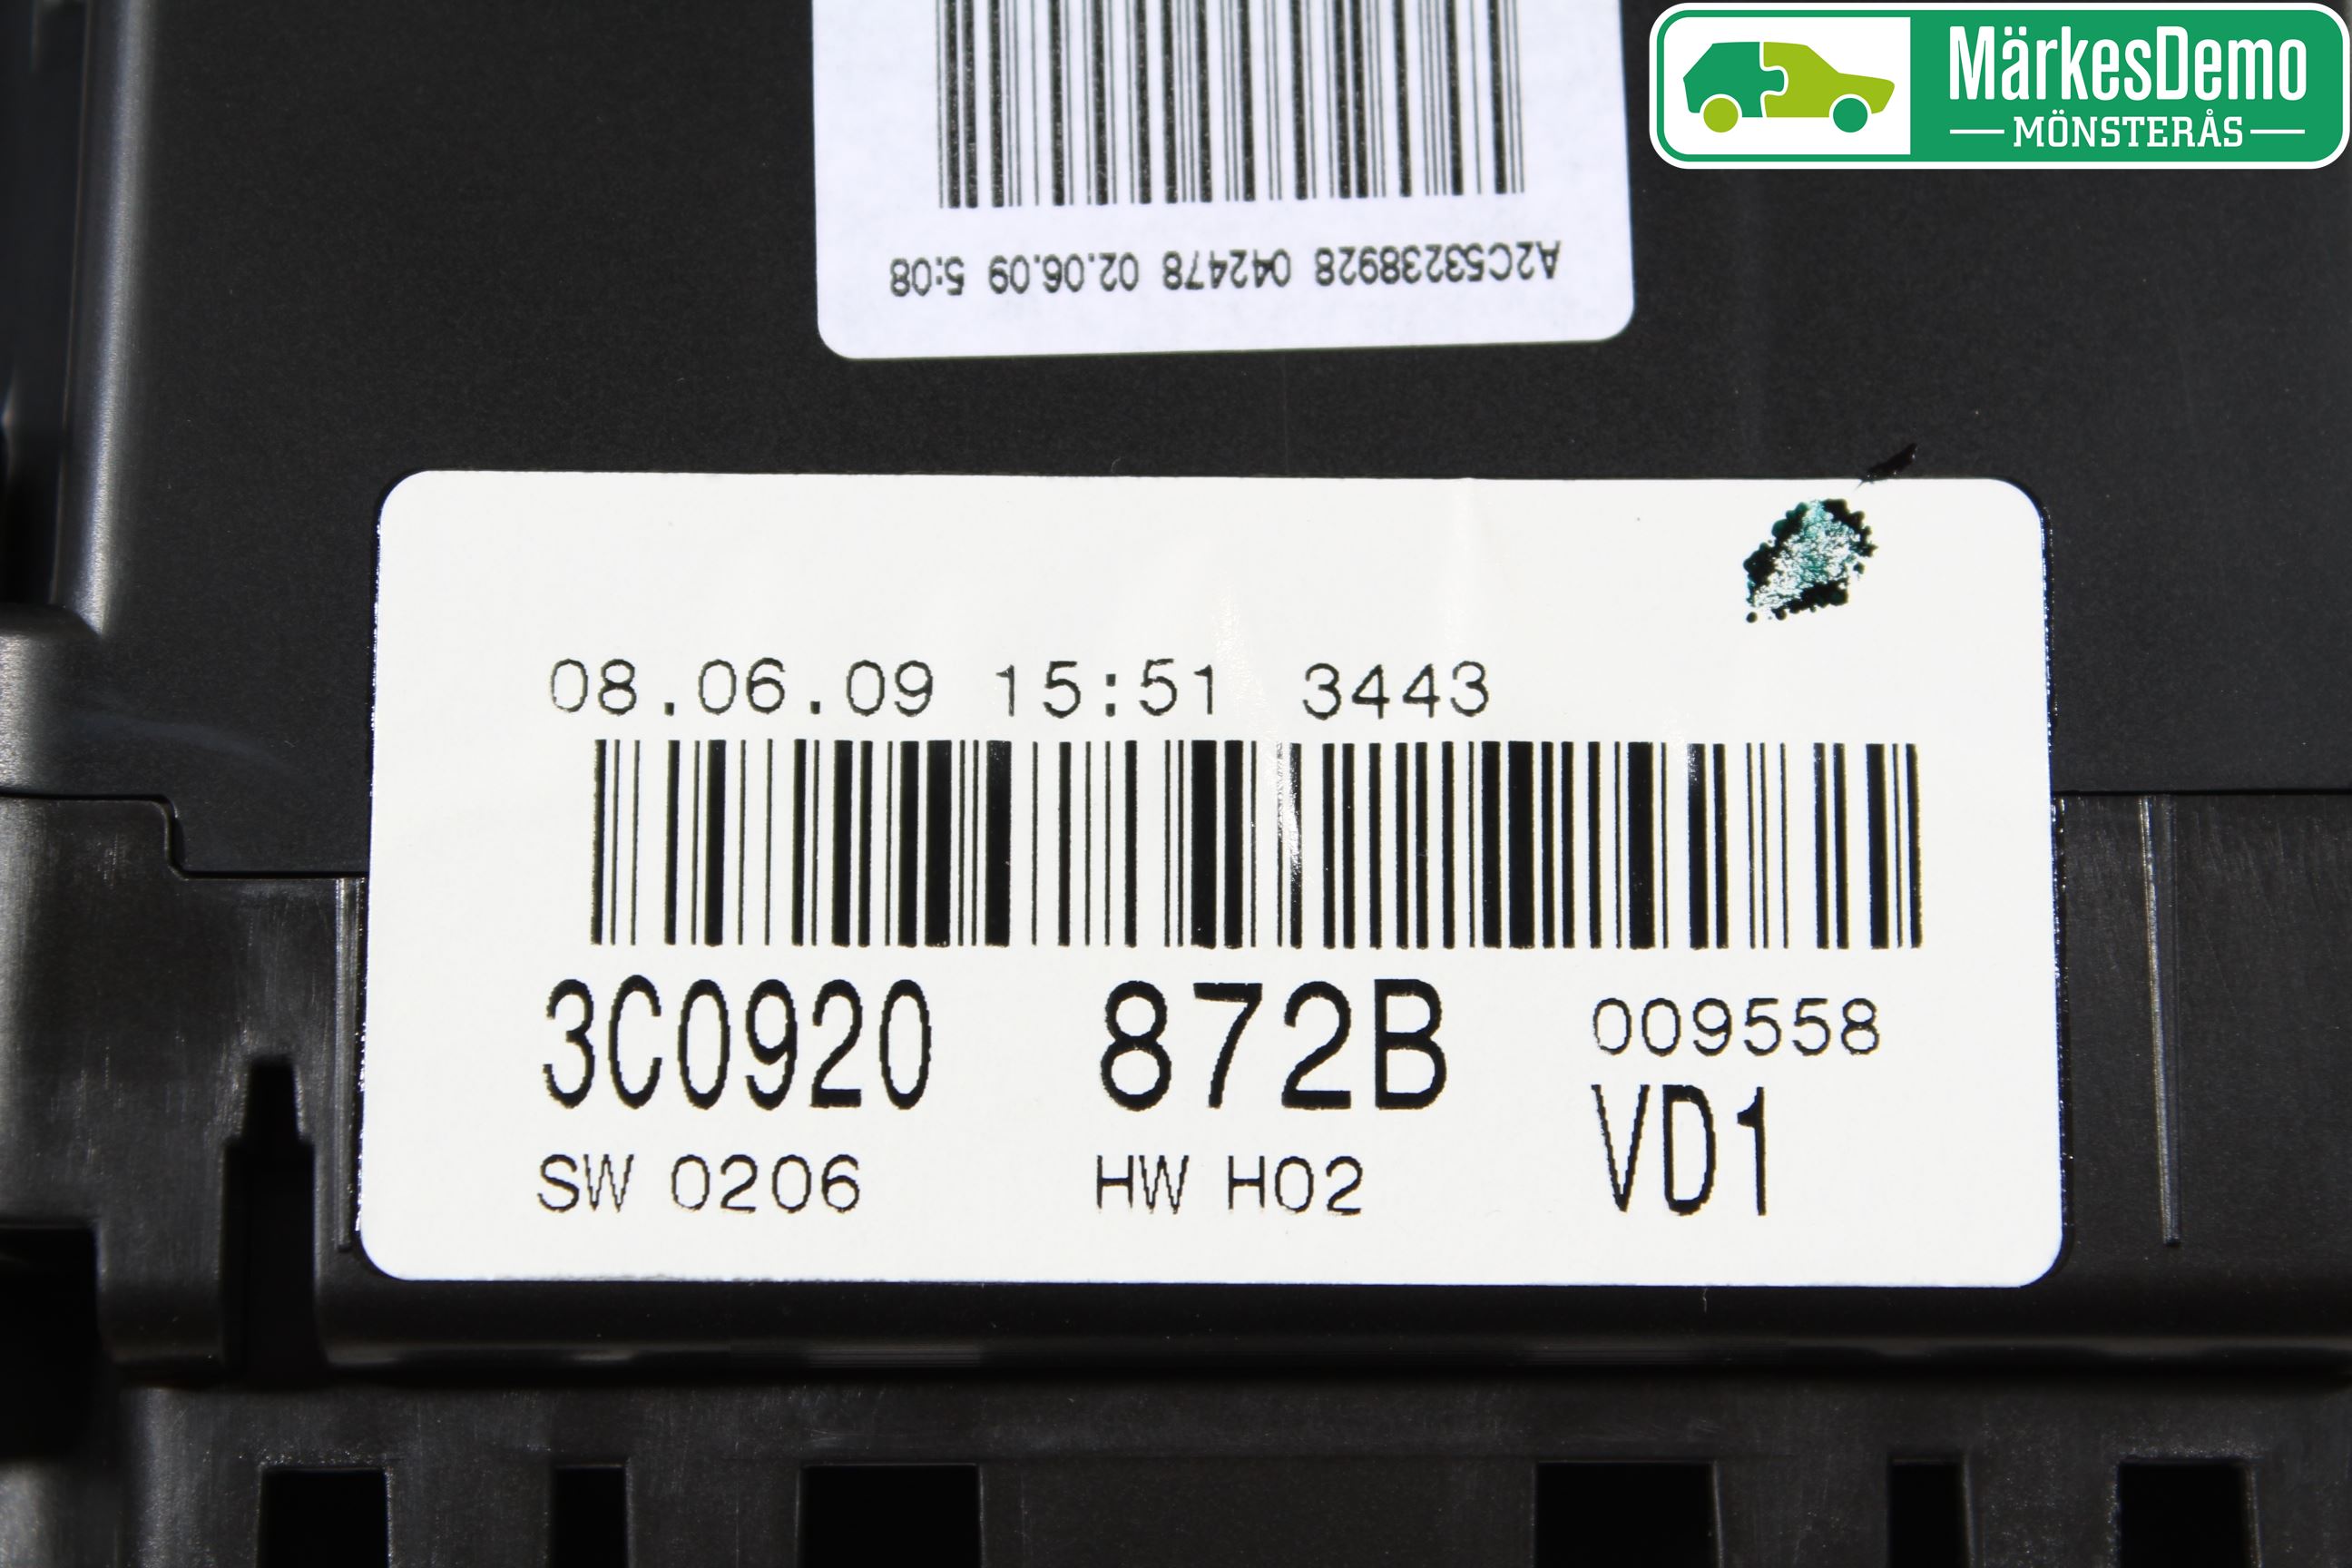 MärkesDemo
MÖNSTERÅS
A2C53238928 042478 02.06.09 5:08
08.06.09 15:51 3443
3C0920 872B 009558
VD1
SW 0206 HW H02